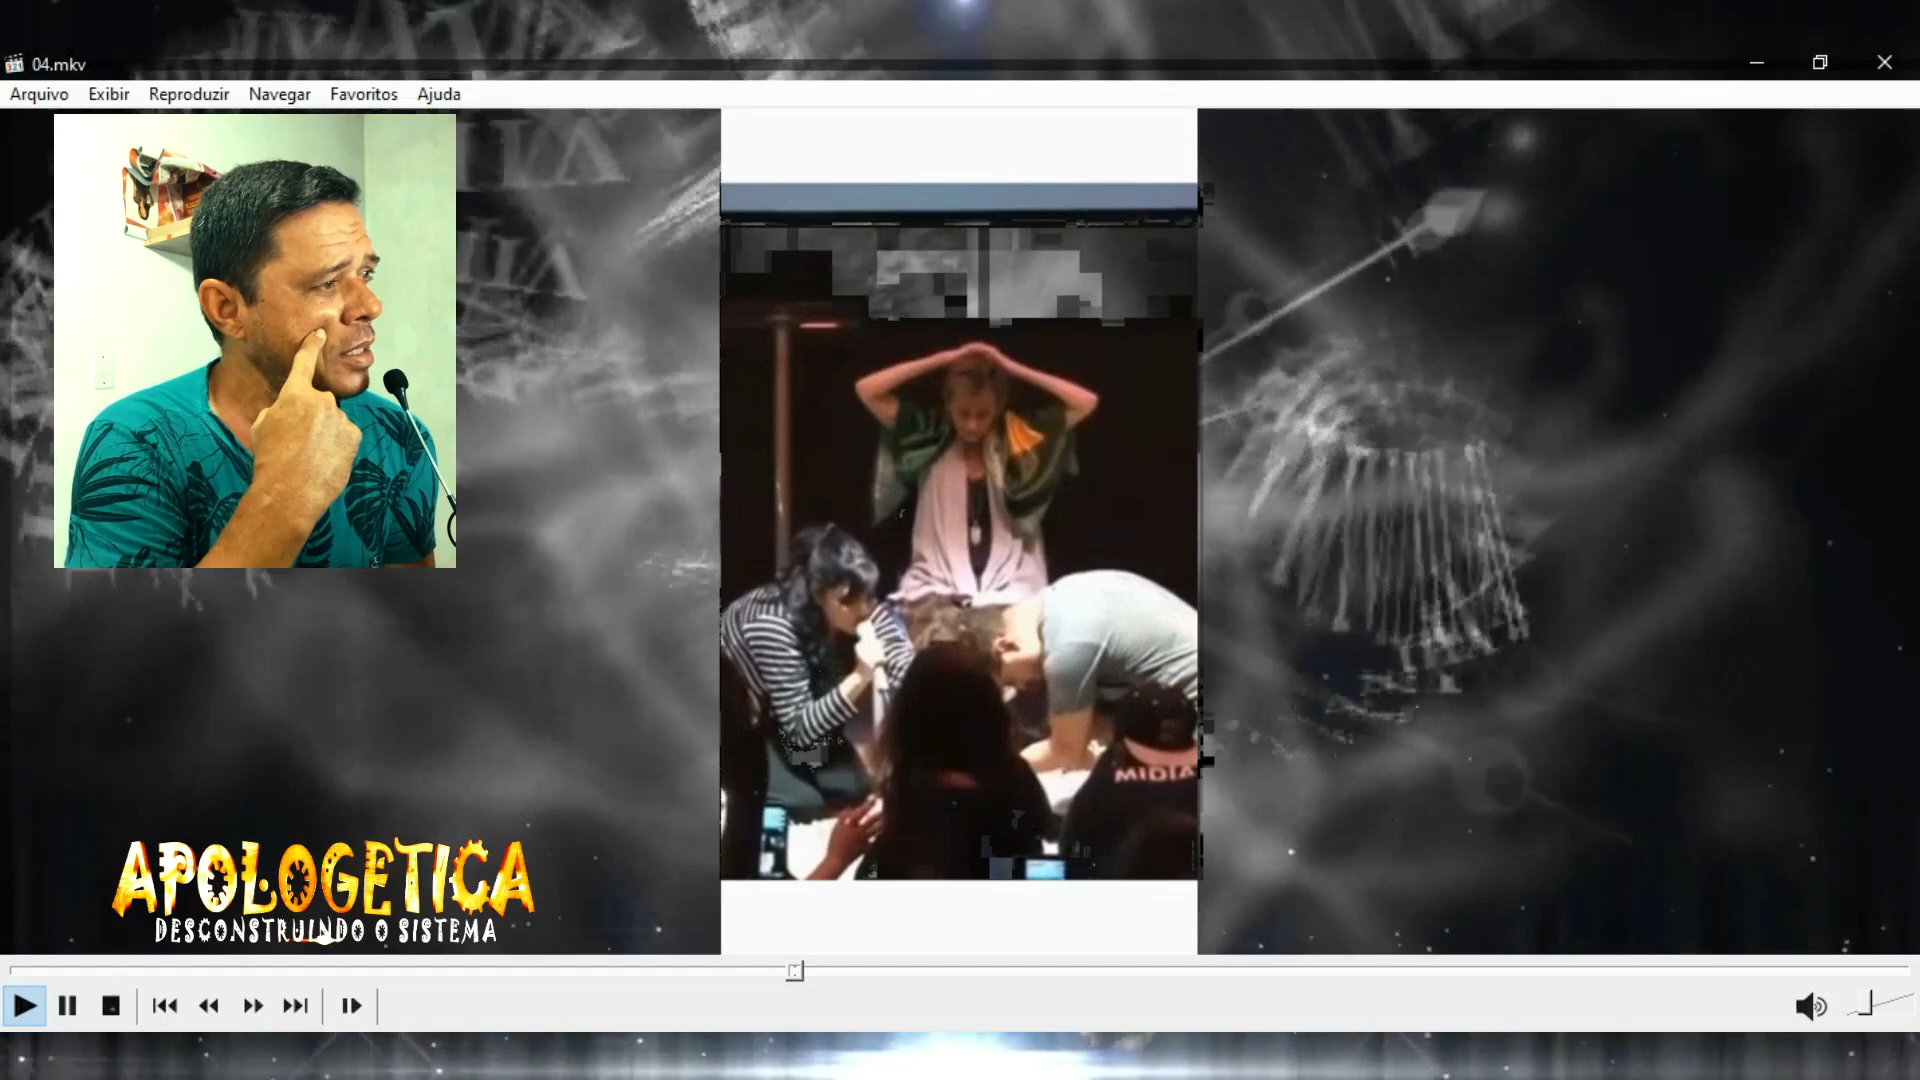 04.mkv
Arquivo Exibir Reproduzir Navegar Favoritos Ajuda
MIDIA
APOLOGETICA
DESCONSTRUINDO O SISTEMA